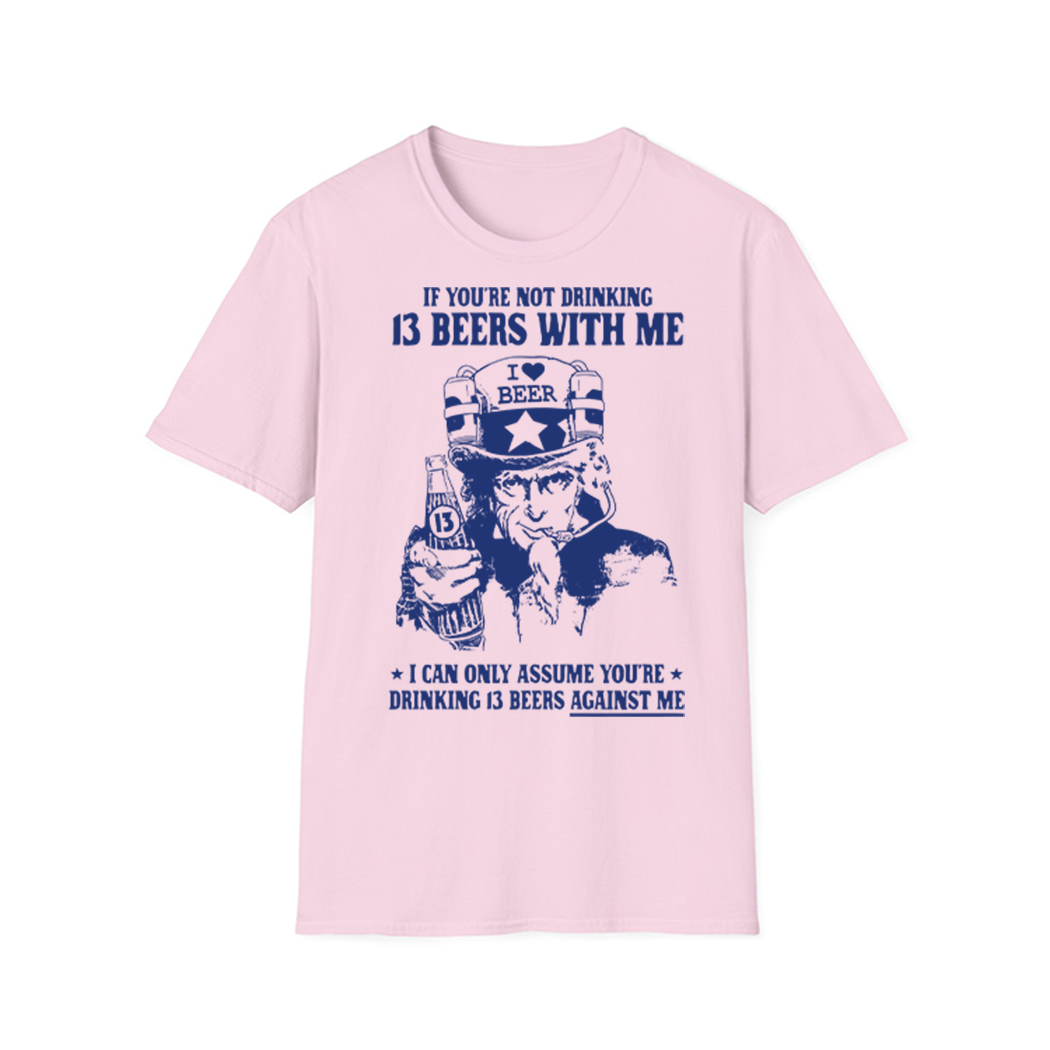 IF YOU'RE NOT DRINKING
13 BEERS WITH ME
I ♥
BEER
13
★ I CAN ONLY ASSUME YOU'RE ★
DRINKING 13 BEERS AGAINST ME